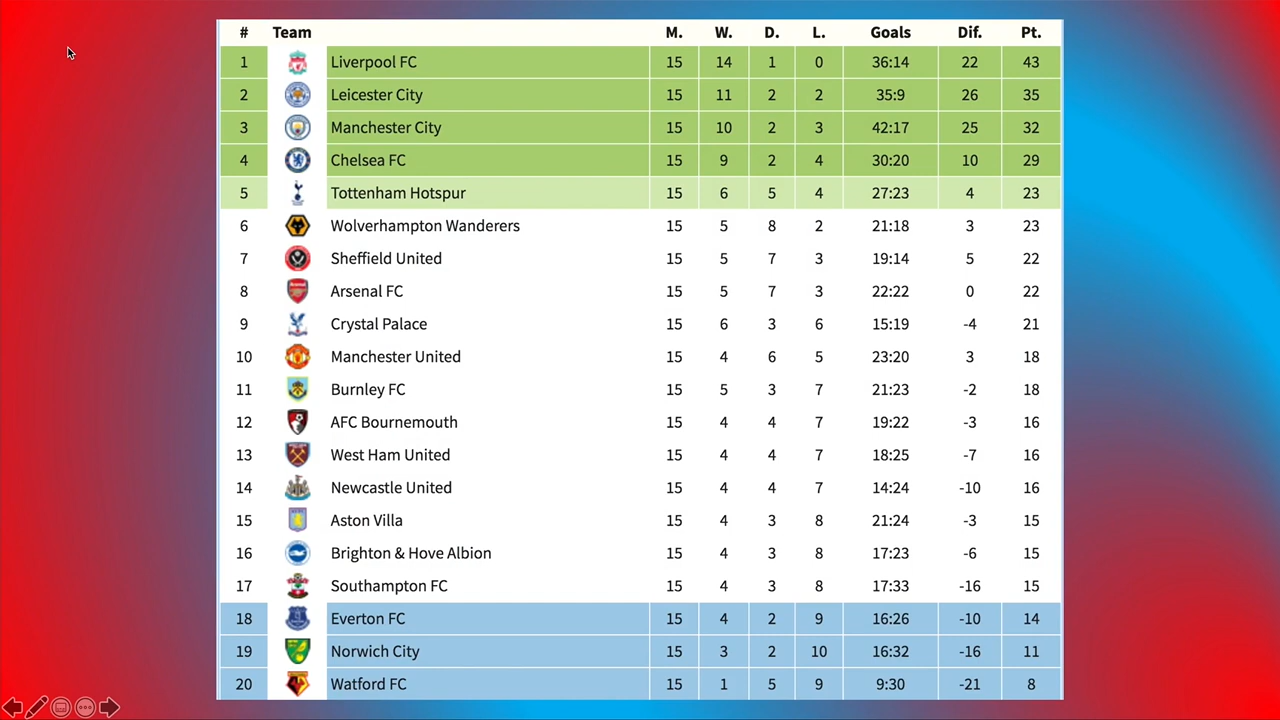 # Team M. W. D. L. Goals Dif. Pt.
1 Liverpool FC 15 14 1 0 36:14 22 43
2 Leicester City 15 11 2 2 35:9 26 35
3 Manchester City 15 10 2 3 42:17 25 32
4 Chelsea FC 15 9 2 4 30:20 10 29
5 Tottenham Hotspur 15 6 5 4 27:23 4 23
6 Wolverhampton Wanderers 15 5 8 2 21:18 3 23
7 Sheffield United 15 5 7 3 19:14 5 22
8 Arsenal FC 15 5 7 3 22:22 0 22
9 Crystal Palace 15 6 3 6 15:19 -4 21
10 Manchester United 15 4 6 5 23:20 3 18
11 Burnley FC 15 5 3 7 21:23 -2 18
12 AFC Bournemouth 15 4 4 7 19:22 -3 16
13 West Ham United 15 4 4 7 18:25 -7 16
14 Newcastle United 15 4 4 7 14:24 -10 16
15 Aston Villa 15 4 3 8 21:24 -3 15
16 Brighton & Hove Albion 15 4 3 8 17:23 -6 15
17 Southampton FC 15 4 3 8 17:33 -16 15
18 Everton FC 15 4 2 9 16:26 -10 14
19 Norwich City 15 3 2 10 16:32 -16 11
20 Watford FC 15 1 5 9 9:30 -21 8